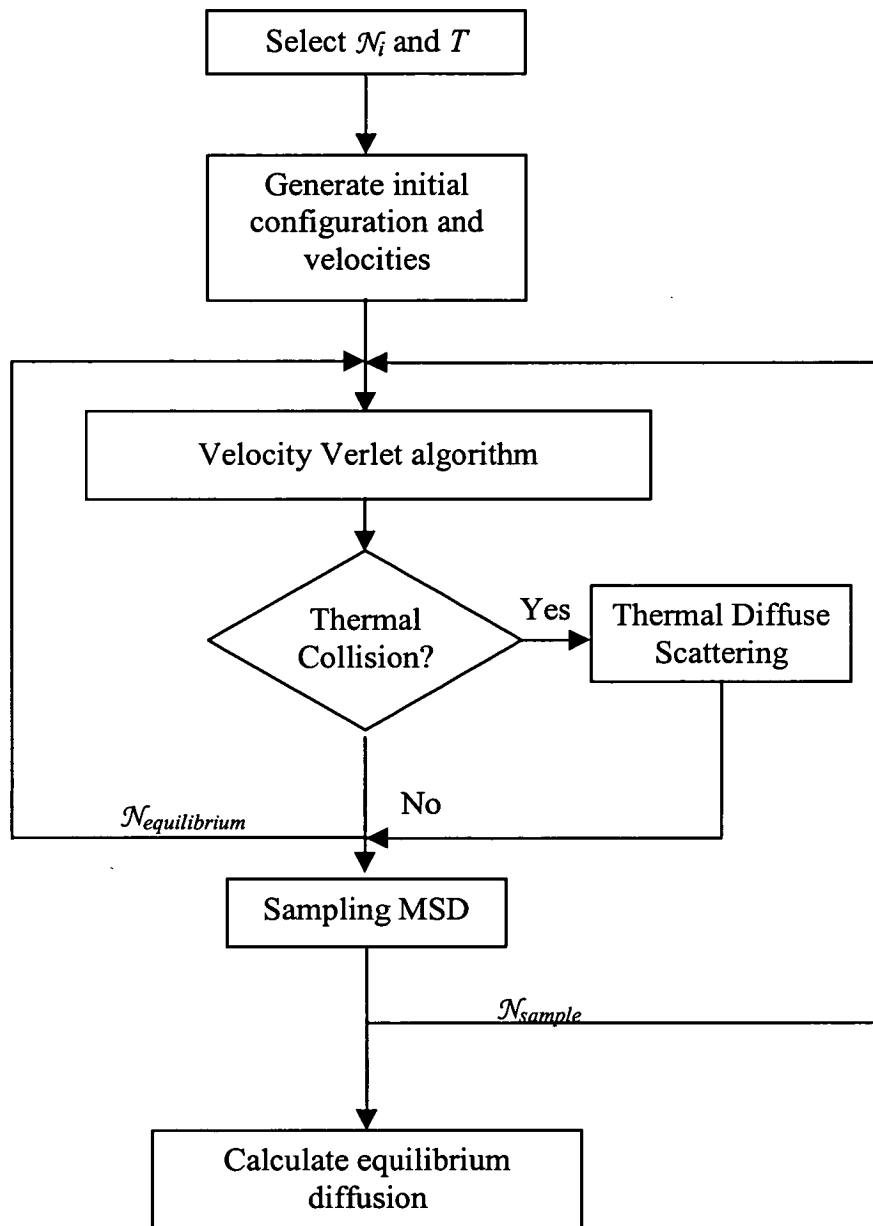 Select 𝒩i and T
Generate initial
configuration and
velocities
Velocity Verlet algorithm
Thermal
Collision?
Yes
Thermal Diffuse
Scattering
No
𝒩equilibrium
Sampling MSD
𝒩sample
Calculate equilibrium
diffusion